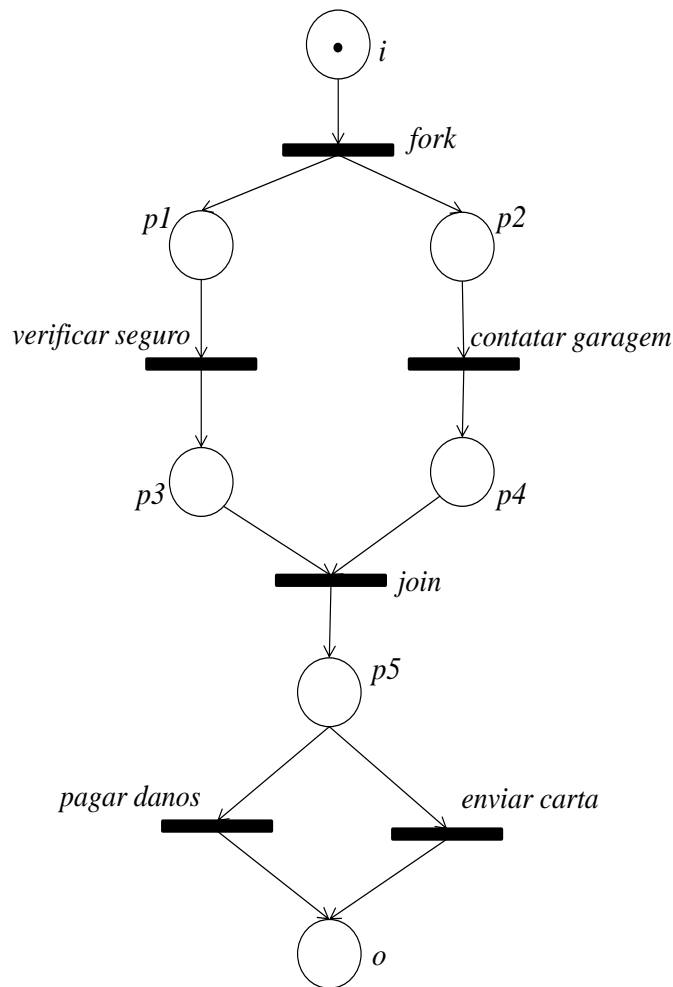 i
fork
p1
p2
verificar seguro
contatar garagem
p3
p4
join
p5
pagar danos
enviar carta
o